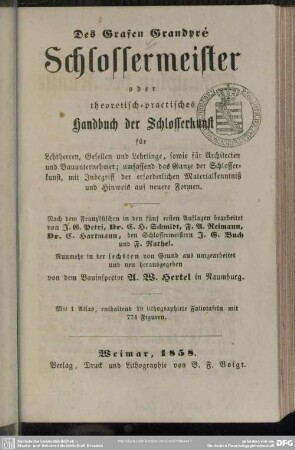 Des Grafen Grandpré
Schlossermeister
oder
theoretisch-practisches
Handbuch der Schlosserkunst
für
Lehrherren, Gesellen und Lehrlinge, sowie für Architecten
und Bauunternehmer; umfassend das Ganze der Schlosser-
kunst, mit Inbegriff der erforderlichen Materialkenntniß
und Hinweis auf neuere Formen.
Nach dem Französischen in den fünf ersten Auflagen bearbeitet
von J. G. Petri, Dr. C. H. Schmidt, F. A. Reimann,
Dr. C. Hartmann, den Schlossermeistern J. G. Buch
und F. Ruthel.
Nunmehr in der sechsten von Grund aus umgearbeitet
und neu herausgegeben
von dem Bauinspector A. W. Hertel in Naumburg.
Mit 1 Atlas, enthaltend 19 lithographirte Foliotafeln mit
774 Figuren.
Weimar, 1858.
Verlag, Druck und Lithographie von B. F. Voigt.